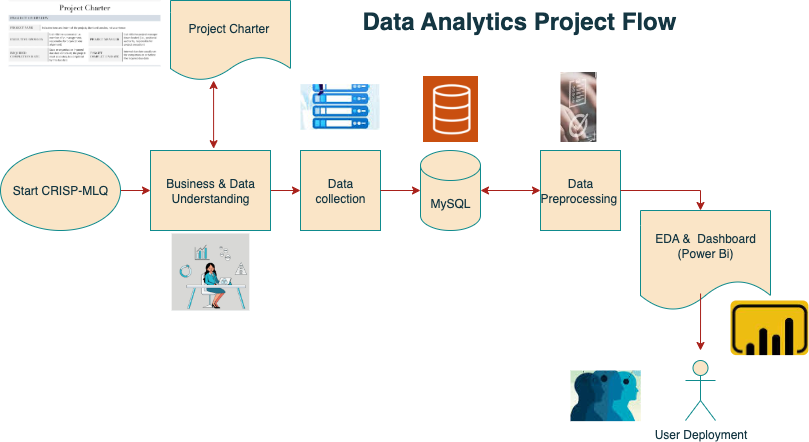 Project Charter
Data Analytics Project Flow
Project Charter
Start CRISP-MLQ
Business & Data
Understanding
Data
collection
MySQL
Data
Preprocessing
EDA & Dashboard
(Power Bi)
User Deployment